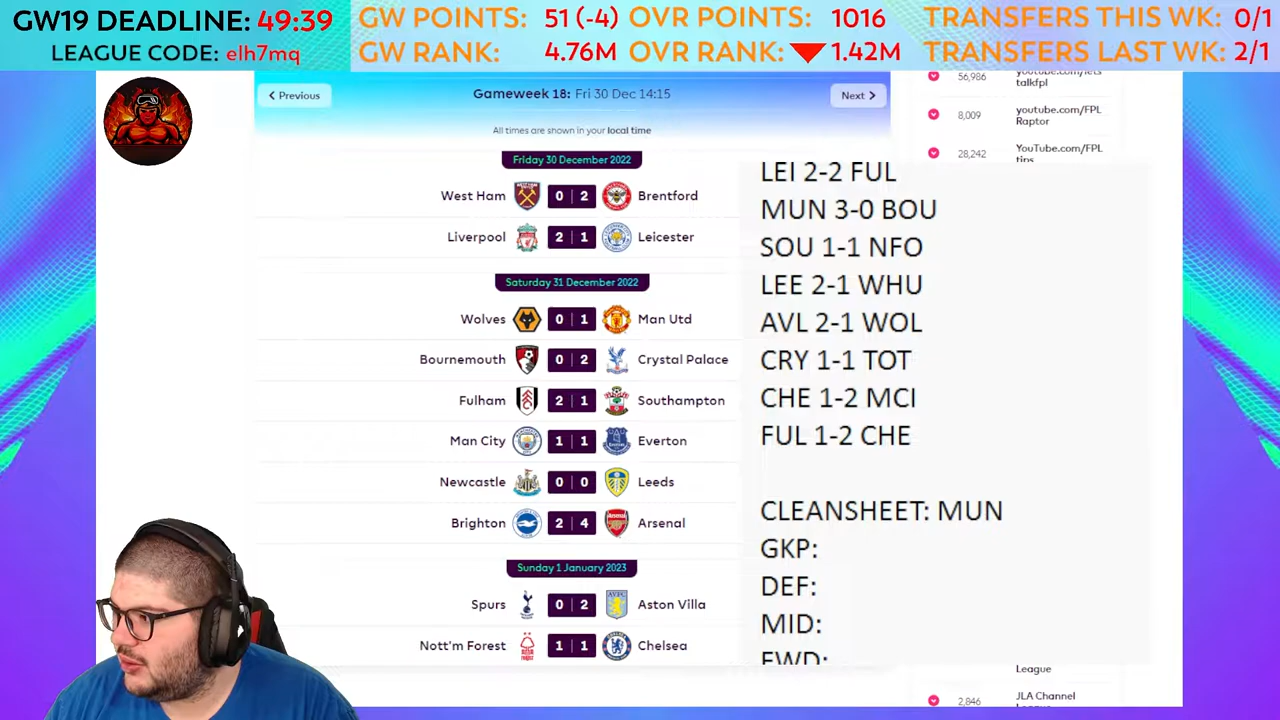 GW19 DEADLINE: 49:39
LEAGUE CODE: elh7mq
GW POINTS: 51 (-4) OVR POINTS: 1016
GW RANK: 4.76M OVR RANK: 1.42M
TRANSFERS THIS WK: 0/1
TRANSFERS LAST WK: 2/1
Previous
Gameweek 18: Fri 30 Dec 14:15
Next
All times are shown in your local time
Friday 30 December 2022
West Ham 0 | 2 Brentford
Liverpool 2 | 1 Leicester
Saturday 31 December 2022
Wolves 0 | 1 Man Utd
Bournemouth 0 | 2 Crystal Palace
Fulham 2 | 1 Southampton
Man City 1 | 1 Everton
Newcastle 0 | 0 Leeds
Brighton 2 | 4 Arsenal
Sunday 1 January 2023
Spurs 0 | 2 Aston Villa
Nott'm Forest 1 | 1 Chelsea
LEI 2-2 FUL
MUN 3-0 BOU
SOU 1-1 NFO
LEE 2-1 WHU
AVL 2-1 WOL
CRY 1-1 TOT
CHE 1-2 MCI
FUL 1-2 CHE
CLEANSHEET: MUN
GKP:
DEF:
MID:
FWD:
56,986 youtube.com/lets
talkfpl
8,009 youtube.com/FPL
Raptor
28,242 YouTube.com/FPL
tips
League
2,846 JLA Channel